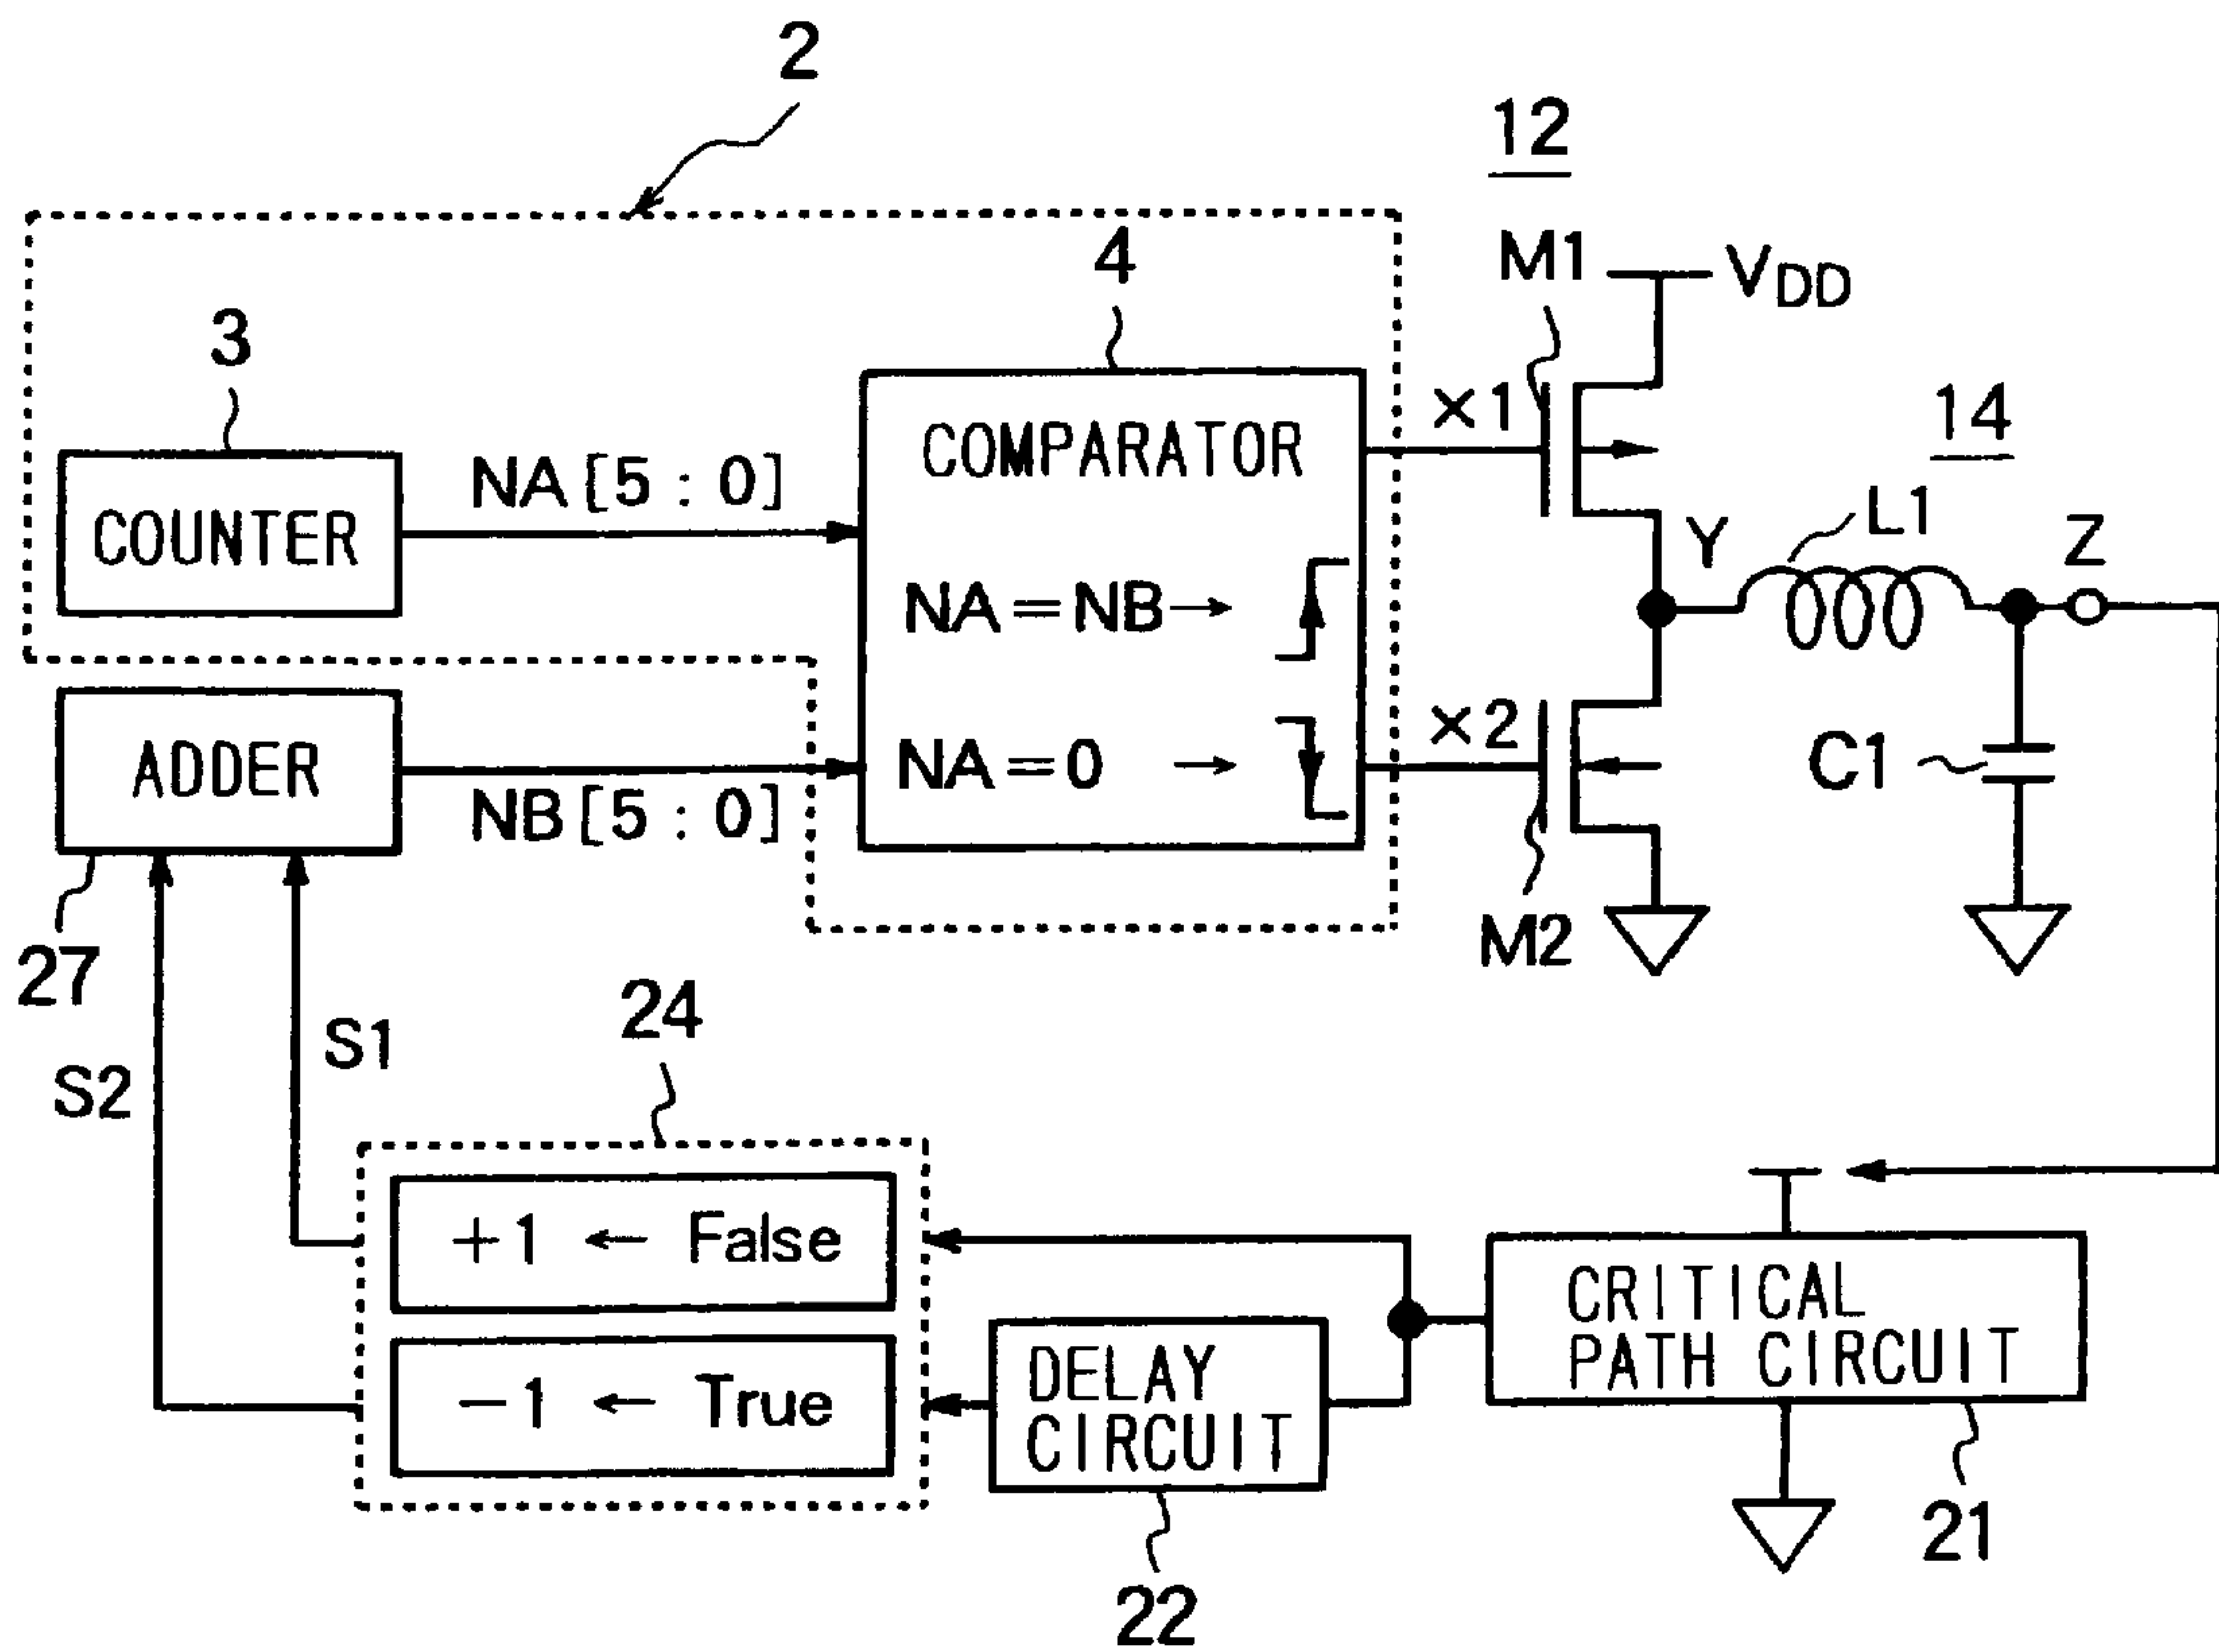 2
12
4
M1
VDD
3
×1
14
COMPARATOR
NA[5:0]
COUNTER
Y
L1
Z
NA=NB→
×2
ADDER
NA=0 →
C1
NB[5:0]
M2
27
24
S1
S2
+1 ← False
CRITICAL
PATH CIRCUIT
-1 ← True
DELAY
CIRCUIT
21
22